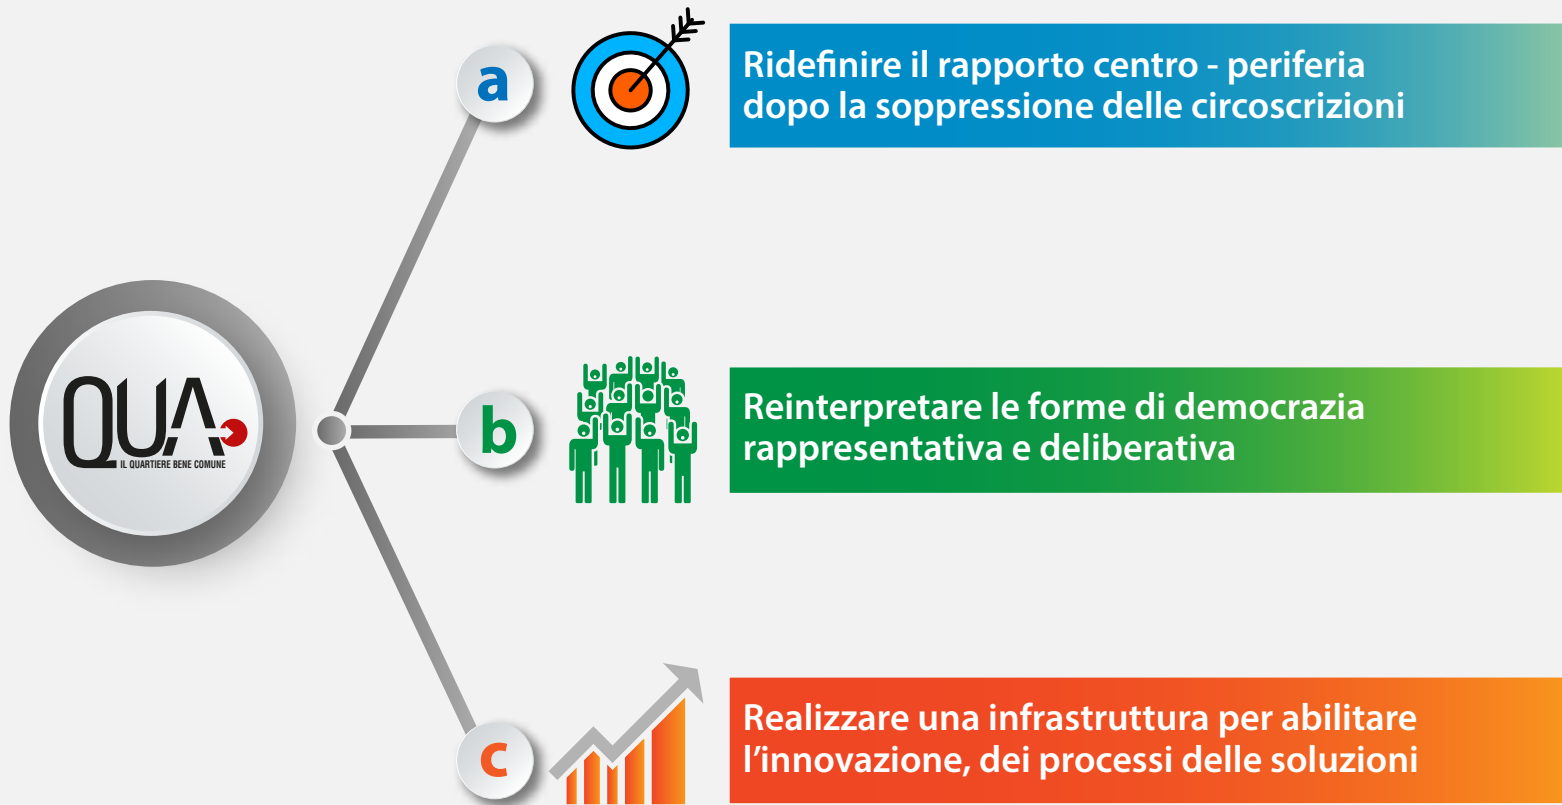 a
Ridefinire il rapporto centro - periferia
dopo la soppressione delle circoscrizioni
QUA
IL QUARTIERE BENE COMUNE
b
Reinterpretare le forme di democrazia
rappresentativa e deliberativa
c
Realizzare una infrastruttura per abilitare
l’innovazione, dei processi delle soluzioni